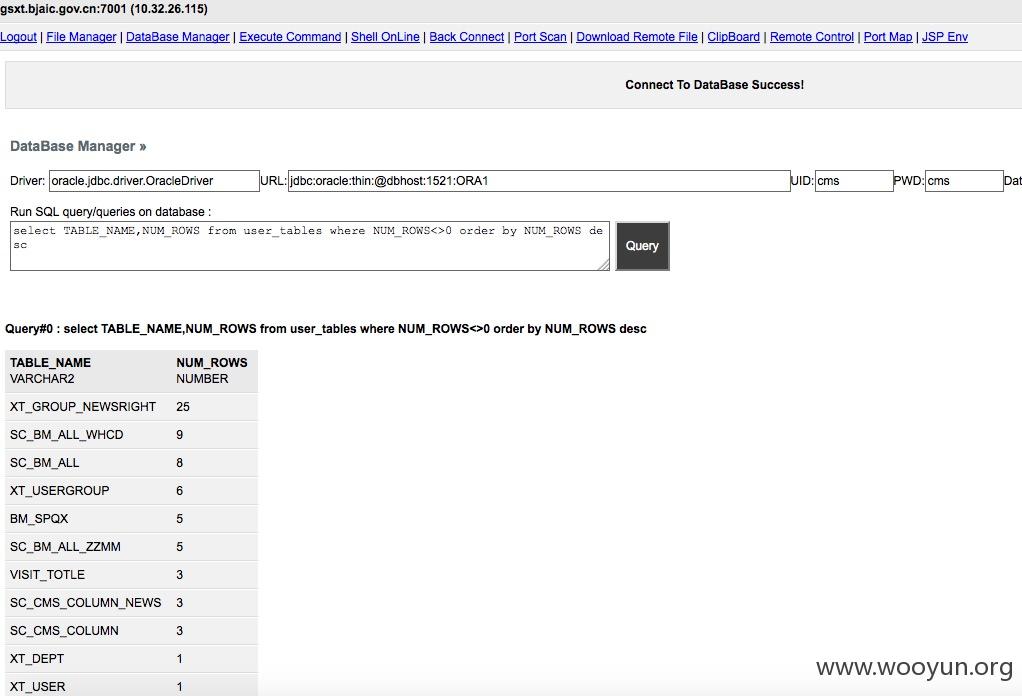 gsxt.bjaic.gov.cn:7001 (10.32.26.115)
Logout | File Manager | DataBase Manager | Execute Command | Shell OnLine | Back Connect | Port Scan | Download Remote File | ClipBoard | Remote Control | Port Map | JSP Env
Connect To DataBase Success!
DataBase Manager »
Driver: oracle.jdbc.driver.OracleDriver URL: jdbc:oracle:thin:@dbhost:1521:ORA1 UID: cms PWD: cms Dat
Run SQL query/queries on database :
select TABLE_NAME,NUM_ROWS from user_tables where NUM_ROWS<>0 order by NUM_ROWS de
sc
Query
Query#0 : select TABLE_NAME,NUM_ROWS from user_tables where NUM_ROWS<>0 order by NUM_ROWS desc
TABLE_NAME NUM_ROWS
VARCHAR2 NUMBER
XT_GROUP_NEWSRIGHT 25
SC_BM_ALL_WHCD 9
SC_BM_ALL 8
XT_USERGROUP 6
BM_SPQX 5
SC_BM_ALL_ZZMM 5
VISIT_TOTLE 3
SC_CMS_COLUMN_NEWS 3
SC_CMS_COLUMN 3
XT_DEPT 1
XT_USER 1
www.wooyun.org